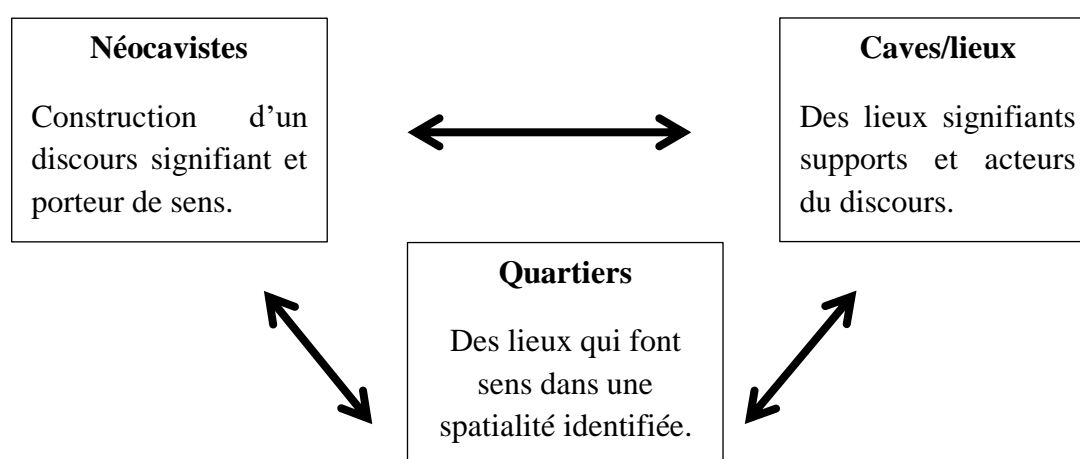 Néocavistes
Construction d’un
discours signifiant et
porteur de sens.
Caves/lieux
Des lieux signifiants
supports et acteurs
du discours.
Quartiers
Des lieux qui font
sens dans une
spatialité identifiée.